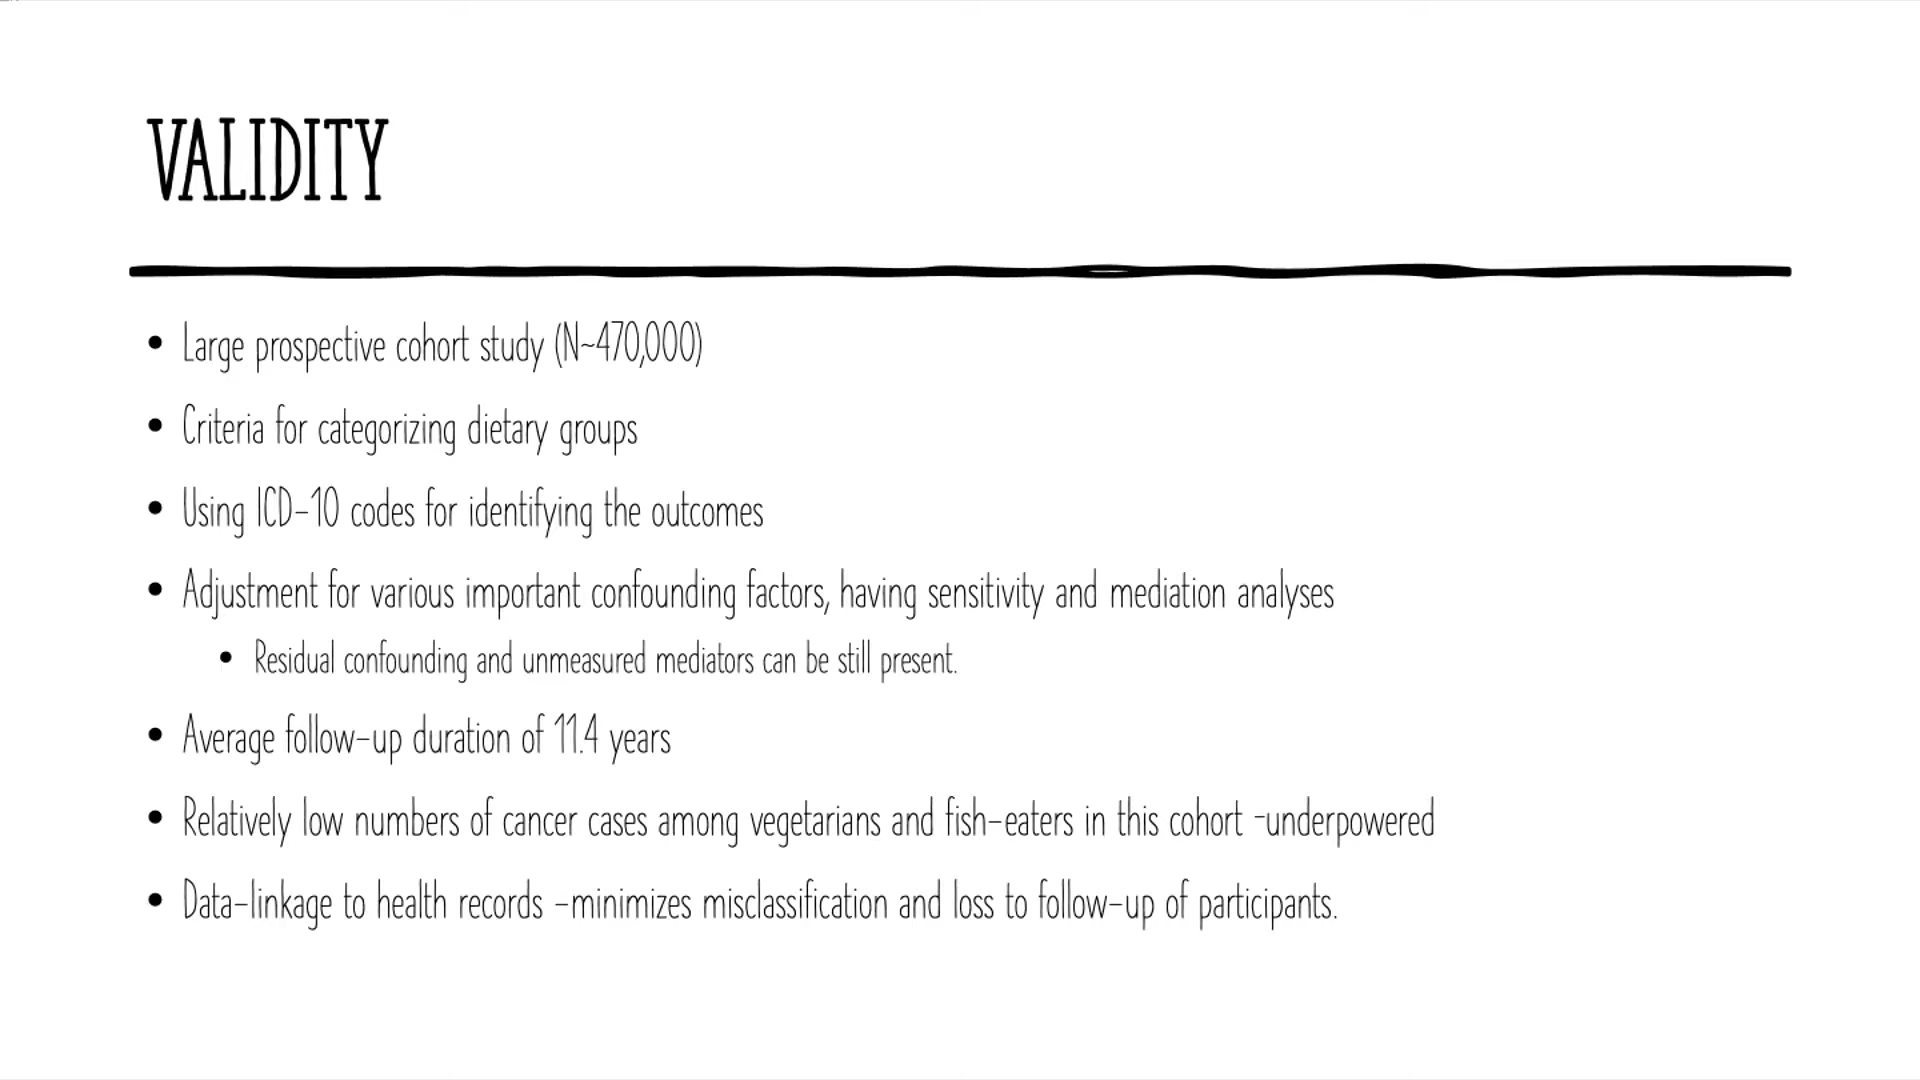 VALIDITY
• Large prospective cohort study (N~470,000)
• Criteria for categorizing dietary groups
• Using ICD-10 codes for identifying the outcomes
• Adjustment for various important confounding factors, having sensitivity and mediation analyses
• Residual confounding and unmeasured mediators can be still present.
• Average follow-up duration of 11.4 years
• Relatively low numbers of cancer cases among vegetarians and fish-eaters in this cohort -underpowered
• Data-linkage to health records -minimizes misclassification and loss to follow-up of participants.